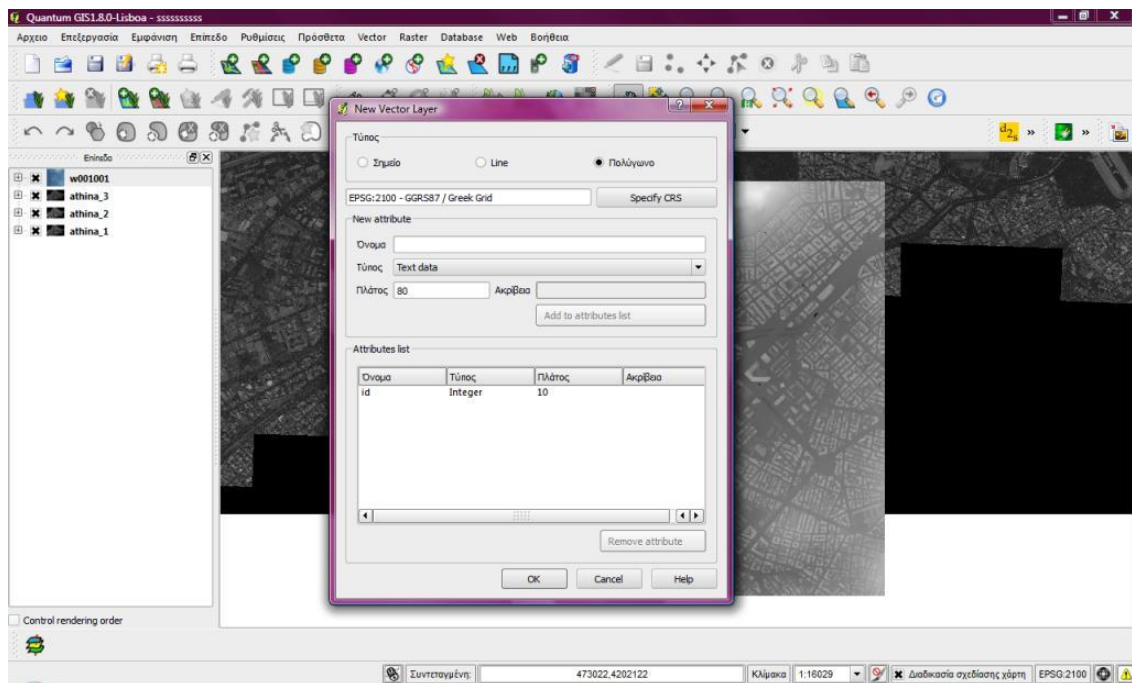 Quantum GIS1.8.0-Lisboa - ssssssssss
Αρχειο Επεξεργασία Εμφάνιση Επίπεδο Ρυθμίσεις Πρόσθετα Vector Raster Database Web Βοήθεια
New Vector Layer
Τύπος
Σημείο Line Πολύγωνο
EPSG:2100 - GGRS87 / Greek Grid Specify CRS
New attribute
Όνομα
Τύπος Text data
Πλάτος 80 Ακρίβεια
Add to attributes list
Attributes list
Όνομα Τύπος Πλάτος Ακρίβεια
id Integer 10
Remove attribute
OK Cancel Help
Επίπεδα
w001001
athina_3
athina_2
athina_1
Control rendering order
Συντεταγμένη: 473022,4202122 Κλίμακα 1:16029 Διαδικασία σχεδίασης χάρτη EPSG:2100